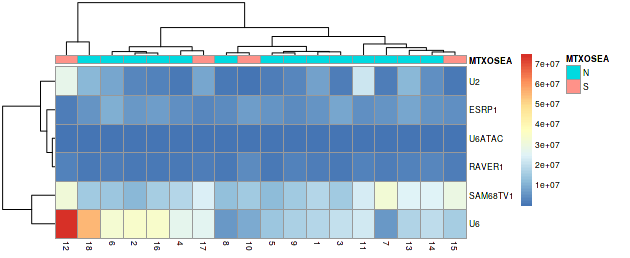 MTXOSEA
U2
ESRP1
U6ATAC
RAVER1
SAM68TV1
U6
12 18 6 2 16 4 17 8 10 5 9 1 3 11 7 13 14 15
7e+07
6e+07
5e+07
4e+07
3e+07
2e+07
1e+07
MTXOSEA
N
S